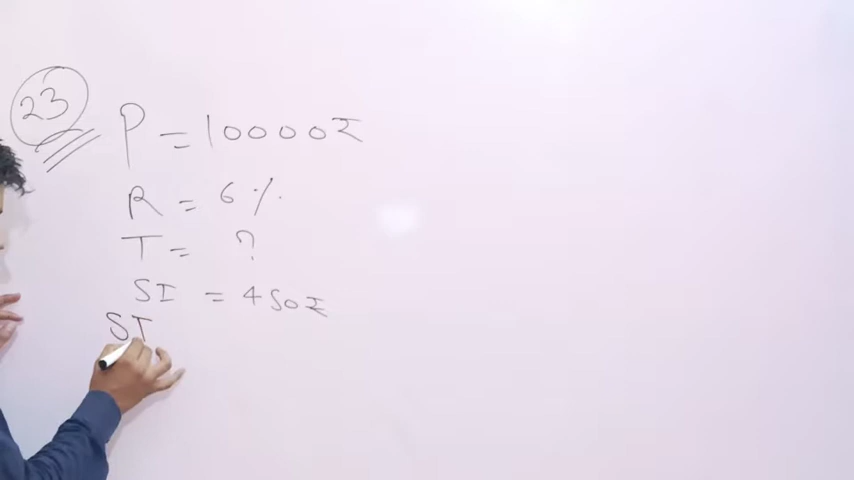 23
P = 10000₹
R = 6%.
T = ?
SI = 450₹
SI